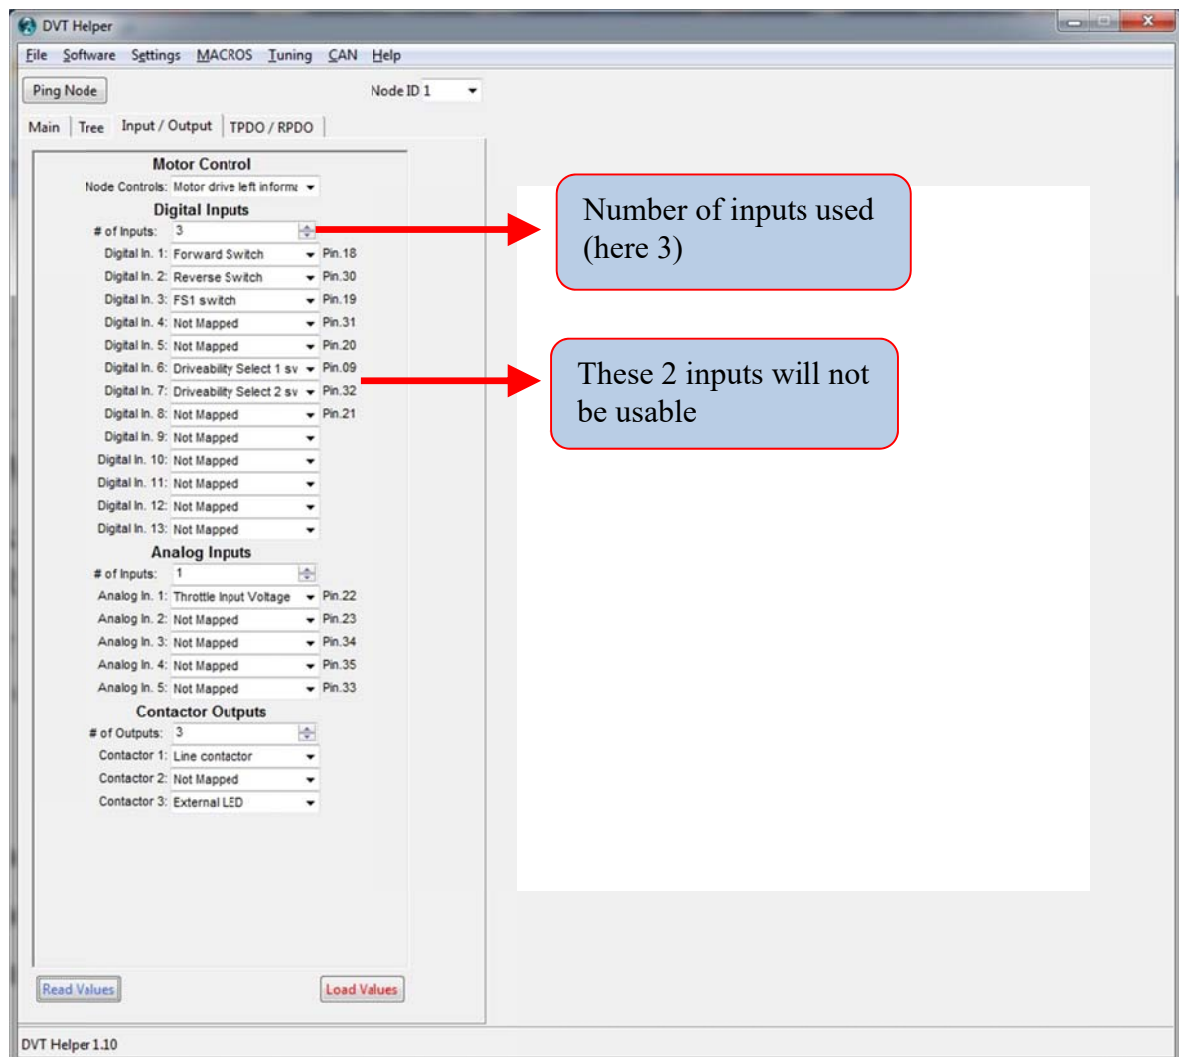 DVT Helper
File Software Settings MACROS Tuning CAN Help
Ping Node Node ID 1
Main Tree Input / Output TPDO / RPDO
Motor Control
Node Controls: Motor drive left informa
Digital Inputs
# of Inputs: 3
Digital In. 1: Forward Switch Pin.18
Digital In. 2: Reverse Switch Pin.30
Digital In. 3: FS1 switch Pin.19
Digital In. 4: Not Mapped Pin.31
Digital In. 5: Not Mapped Pin.20
Digital In. 6: Driveability Select 1 sv Pin.09
Digital In. 7: Driveability Select 2 sv Pin.32
Digital In. 8: Not Mapped Pin.21
Digital In. 9: Not Mapped
Digital In. 10: Not Mapped
Digital In. 11: Not Mapped
Digital In. 12: Not Mapped
Digital In. 13: Not Mapped
Analog Inputs
# of Inputs: 1
Analog In. 1: Throttle Input Voltage Pin.22
Analog In. 2: Not Mapped Pin.23
Analog In. 3: Not Mapped Pin.34
Analog In. 4: Not Mapped Pin.35
Analog In. 5: Not Mapped Pin.33
Contactor Outputs
# of Outputs: 3
Contactor 1: Line contactor
Contactor 2: Not Mapped
Contactor 3: External LED
Read Values Load Values
DVT Helper 1.10
Number of inputs used
(here 3)
These 2 inputs will not
be usable